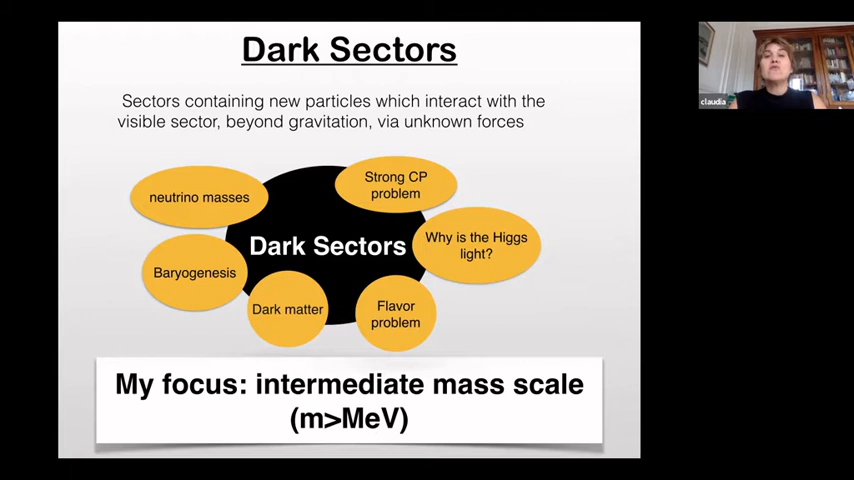 Dark Sectors
Sectors containing new particles which interact with the
visible sector, beyond gravitation, via unknown forces
neutrino masses
Strong CP
problem
Dark Sectors
Why is the Higgs
light?
Baryogenesis
Dark matter
Flavor
problem
My focus: intermediate mass scale
(m>MeV)
claudia